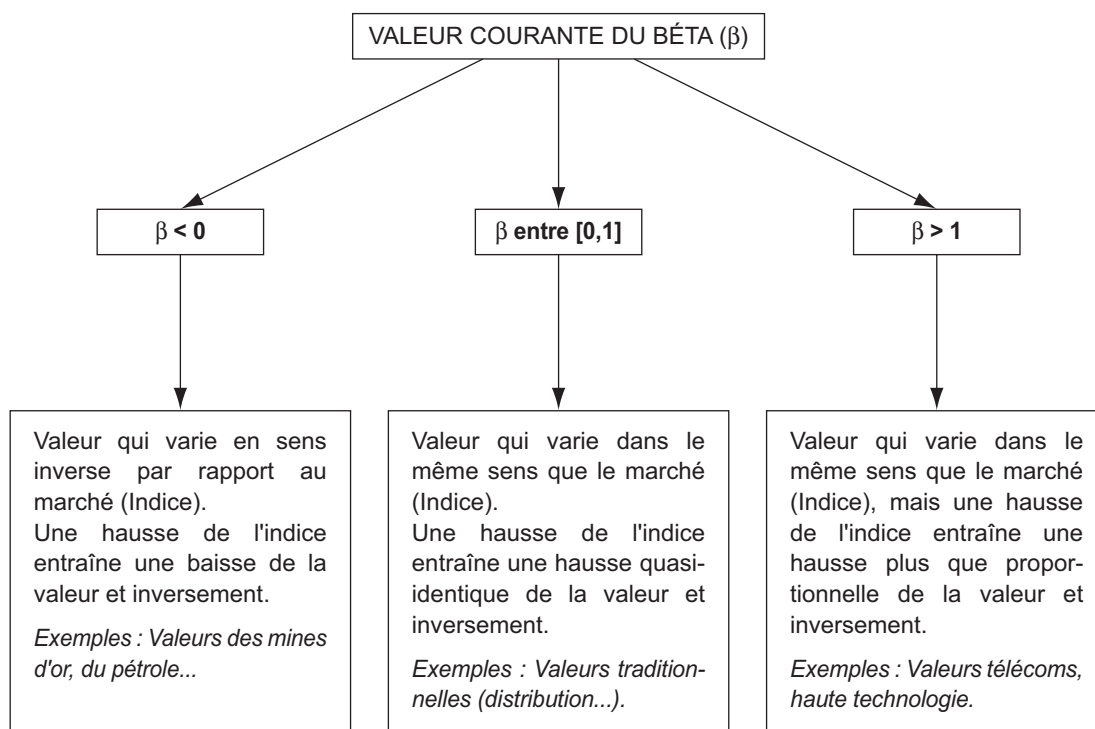 VALEUR COURANTE DU BÉTA (β)
β < 0
β entre [0,1]
β > 1
Valeur qui varie en sens
inverse par rapport au
marché (Indice).
Une hausse de l'indice
entraîne une baisse de la
valeur et inversement.
Exemples : Valeurs des mines
d'or, du pétrole...
Valeur qui varie dans le
même sens que le marché
(Indice).
Une hausse de l'indice
entraîne une hausse quasi-
identique de la valeur et
inversement.
Exemples : Valeurs tradition-
nelles (distribution...).
Valeur qui varie dans le
même sens que le marché
(Indice), mais une hausse
de l'indice entraîne une
hausse plus que propor-
tionnelle de la valeur et
inversement.
Exemples : Valeurs télécoms,
haute technologie.